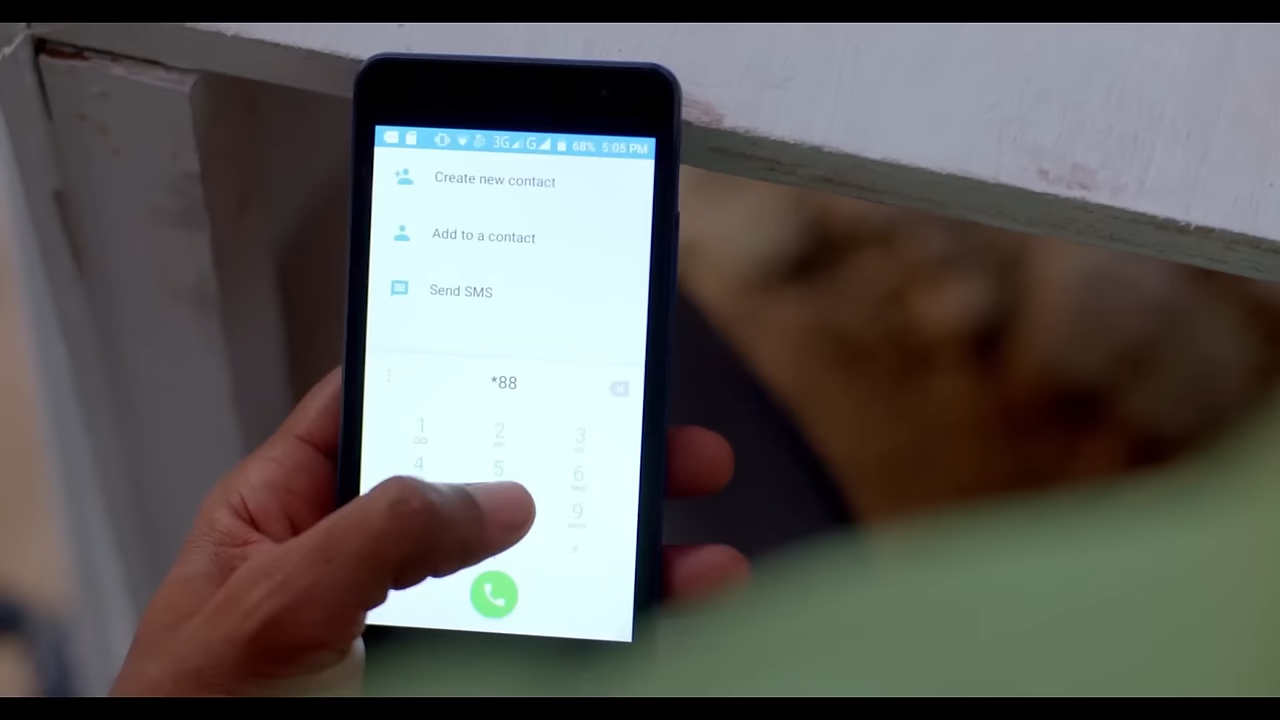 3G G 68% 5:05 PM
Create new contact
Add to a contact
Send SMS
*88
1 2 3
4 5 6
9